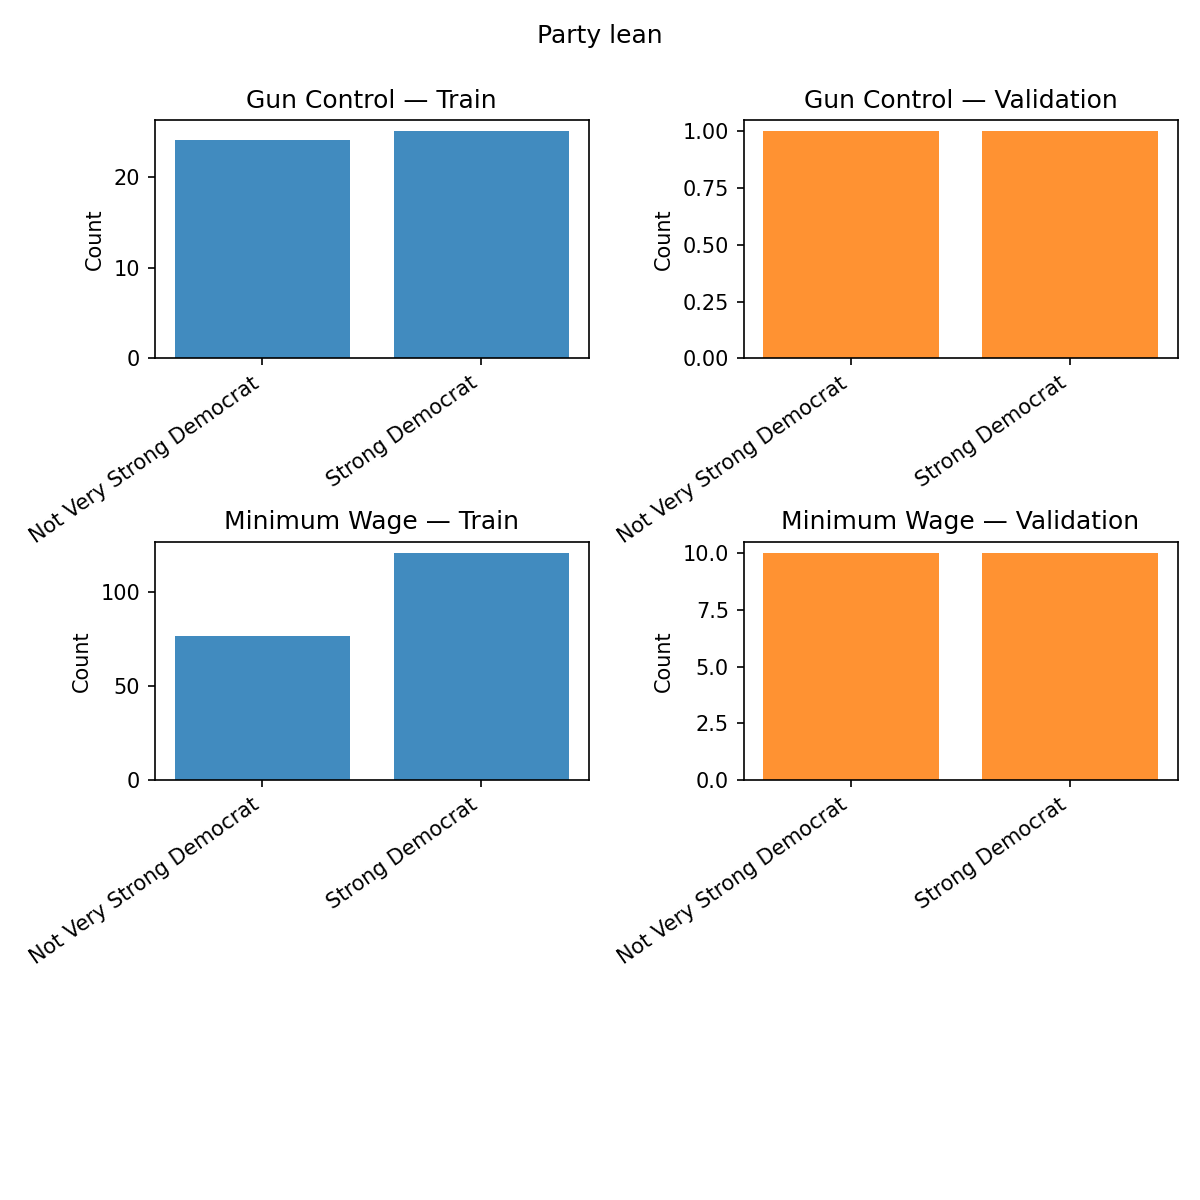 Party lean
Gun Control — Train
Count
20
10
0
Not Very Strong Democrat
Strong Democrat
Gun Control — Validation
Count
1.00
0.75
0.50
0.25
0.00
Not Very Strong Democrat
Strong Democrat
Minimum Wage — Train
Count
100
50
0
Not Very Strong Democrat
Strong Democrat
Minimum Wage — Validation
Count
10.0
7.5
5.0
2.5
0.0
Not Very Strong Democrat
Strong Democrat